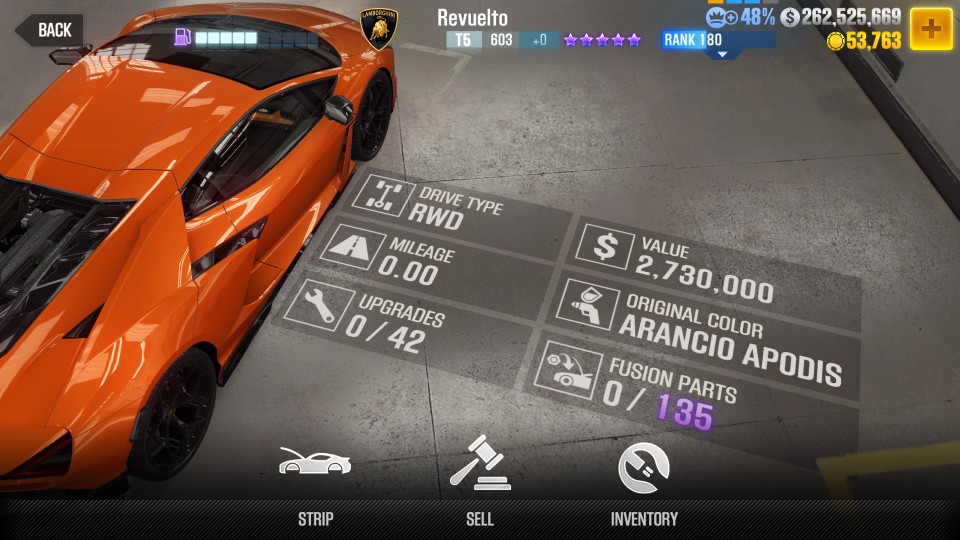 BACK
LAMBORGHINI
Revuelto
T5 603 +0
RANK 180
48% $ 262,525,669
53,763
DRIVE TYPE
RWD
MILEAGE
0.00
UPGRADES
0 / 42
$ VALUE
2,730,000
ORIGINAL COLOR
ARANCIO APODIS
FUSION PARTS
0 / 135
STRIP
SELL
INVENTORY